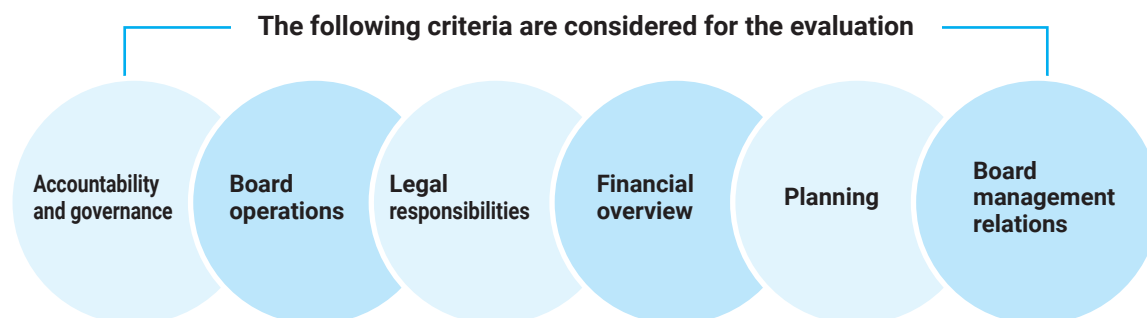 The following criteria are considered for the evaluation
Accountability
and governance
Board
operations
Legal
responsibilities
Financial
overview
Planning
Board
management
relations